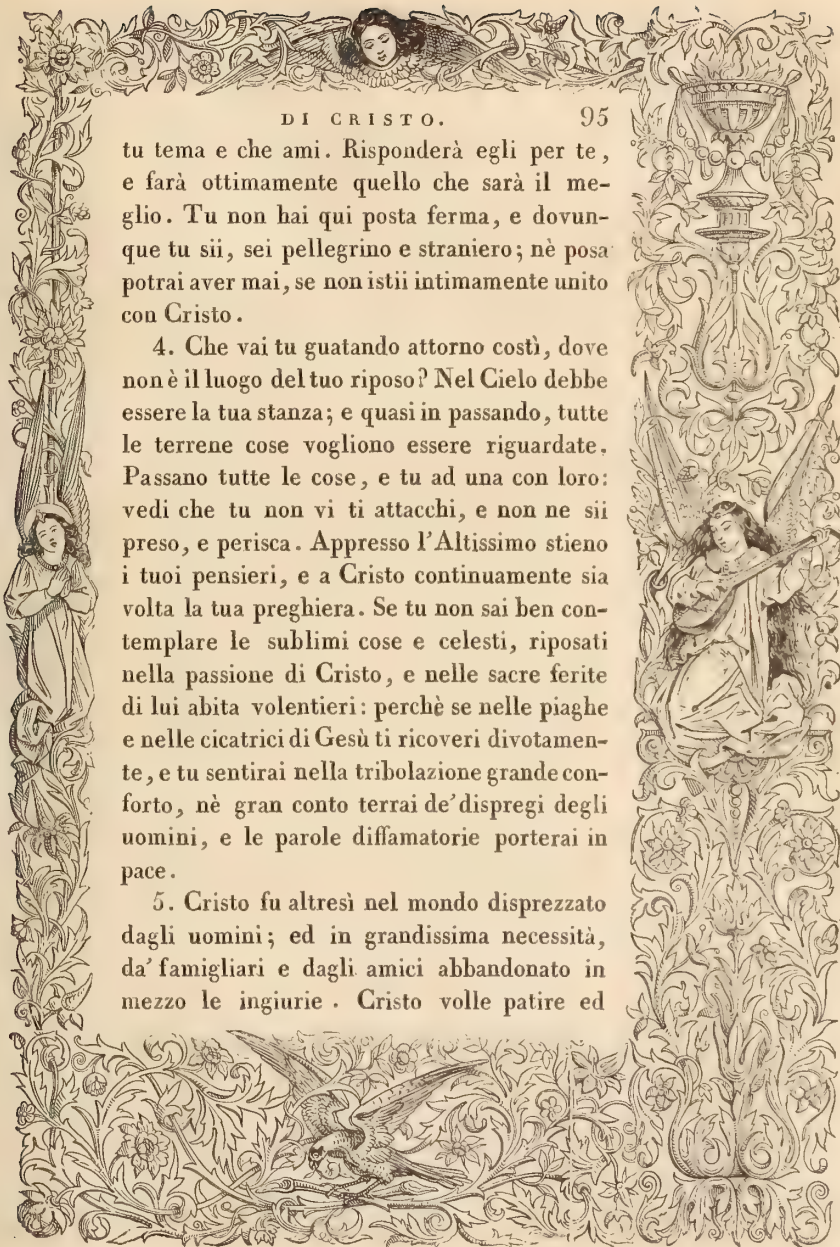 DI CRISTO. 95
tu tema e che ami. Risponderà egli per te,
e farà ottimamente quello che sarà il me-
glio. Tu non hai qui posta ferma, e dovun-
que tu sii, sei pellegrino e straniero; nè posa
potrai aver mai, se non istii intimamente unito
con Cristo.
4. Che vai tu guatando attorno costì, dove
non è il luogo del tuo riposo? Nel Cielo debbe
essere la tua stanza; e quasi in passando, tutte
le terrene cose vogliono essere riguardate.
Passano tutte le cose, e tu ad una con loro:
vedi che tu non vi ti attacchi, e non ne sii
preso, e perisca. Appresso l'Altissimo stieno
i tuoi pensieri, e a Cristo continuamente sia
volta la tua preghiera. Se tu non sai ben con-
templare le sublimi cose e celesti, riposati
nella passione di Cristo, e nelle sacre ferite
di lui abita volentieri: perchè se nelle piaghe
e nelle cicatrici di Gesù ti ricoveri divotamen-
te, e tu sentirai nella tribolazione grande con-
forto, nè gran conto terrai de' dispregi degli
uomini, e le parole diffamatorie porterai in
pace.
5. Cristo fu altresì nel mondo disprezzato
dagli uomini; ed in grandissima necessità,
da' famigliari e dagli amici abbandonato in
mezzo le ingiurie. Cristo volle patire ed